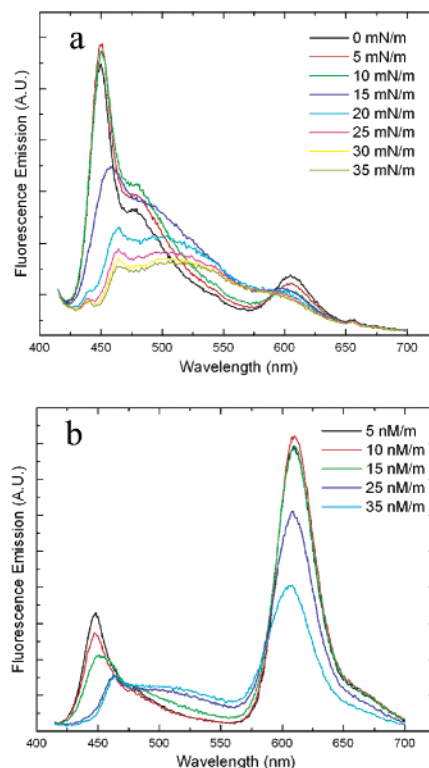 a
0 mN/m
5 mN/m
10 mN/m
15 mN/m
20 mN/m
25 mN/m
30 mN/m
35 mN/m
Fluorescence Emission (A.U.)
400 450 500 550 600 650 700
Wavelength (nm)
b
5 nM/m
10 nM/m
15 nM/m
25 nM/m
35 nM/m
Fluorescence Emission (A.U.)
400 450 500 550 600 650 700
Wavelength (nm)